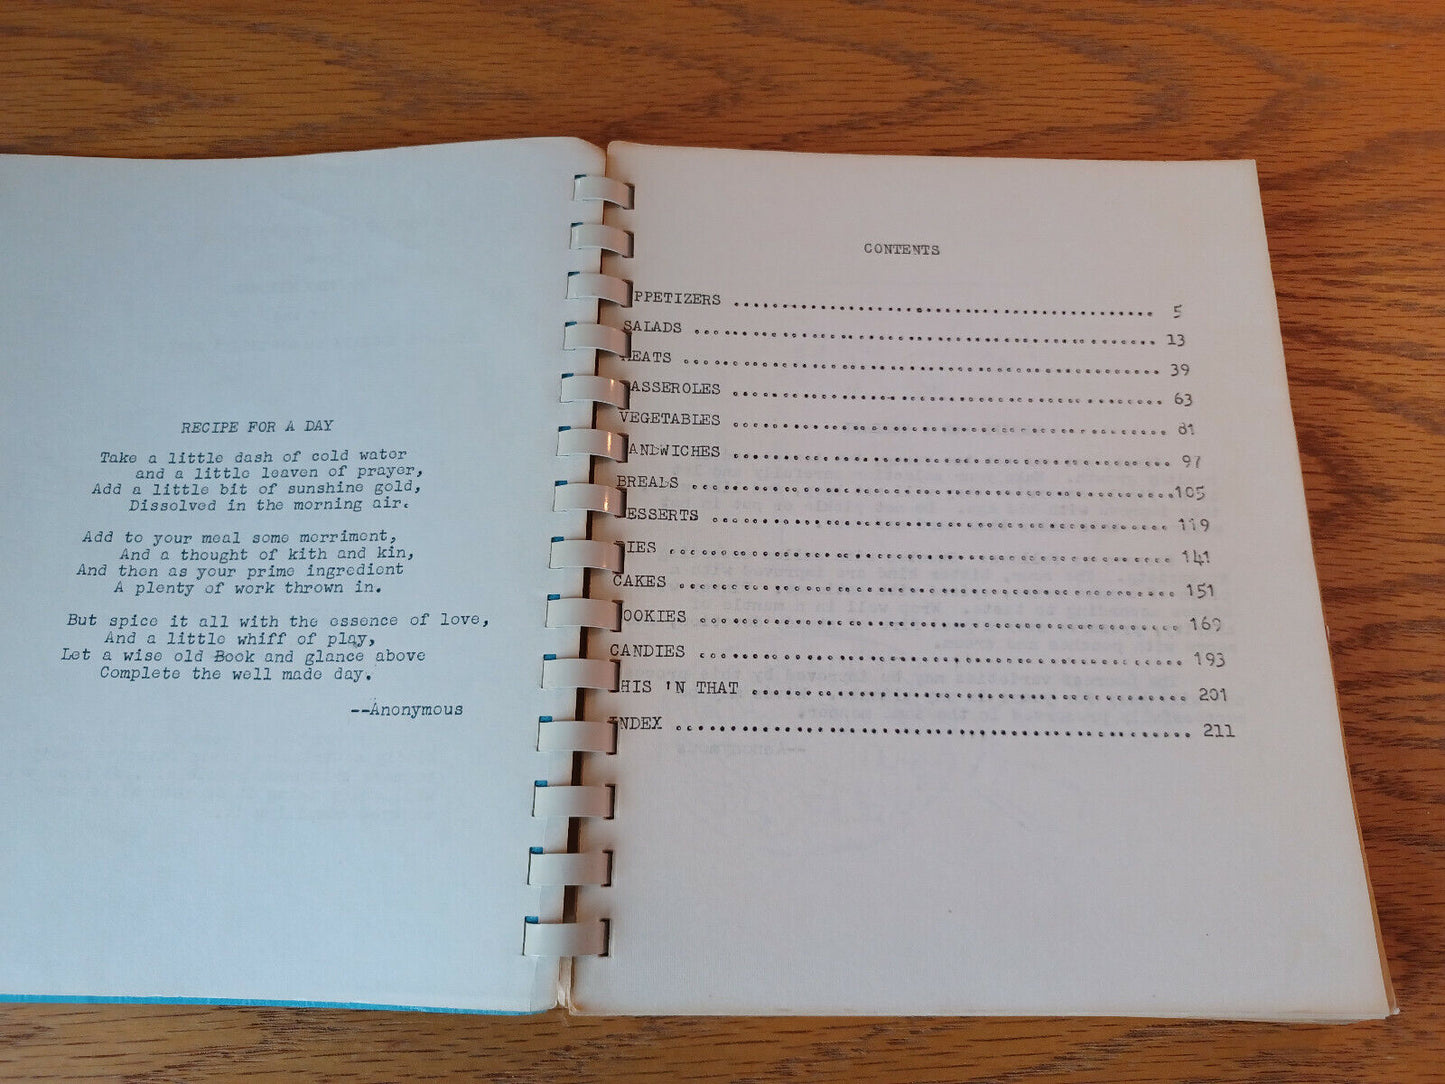 RECIPE FOR A DAY
Take a little dash of cold water
and a little leaven of prayer,
Add a little bit of sunshine gold,
Dissolved in the morning air.
Add to your meal some merriment,
And a thought of kith and kin,
And then as your prime ingredient
A plenty of work thrown in.
But spice it all with the essence of love,
And a little whiff of play,
Let a wise old Book and glance above
Complete the well made day.
--Anonymous
CONTENTS
PPETIZERS .................................................. 5
SALADS .................................................. 13
EATS .................................................. 39
ASSEROLES .................................................. 63
VEGETABLES .................................................. 81
ANDWICHES .................................................. 97
BREADS ..................................................105
ESSERTS .................................................. 119
PIES .................................................. 141
CAKES .................................................. 151
OOKIES .................................................. 169
CANDIES .................................................. 193
HIS 'N THAT .................................................. 201
INDEX .................................................. 211